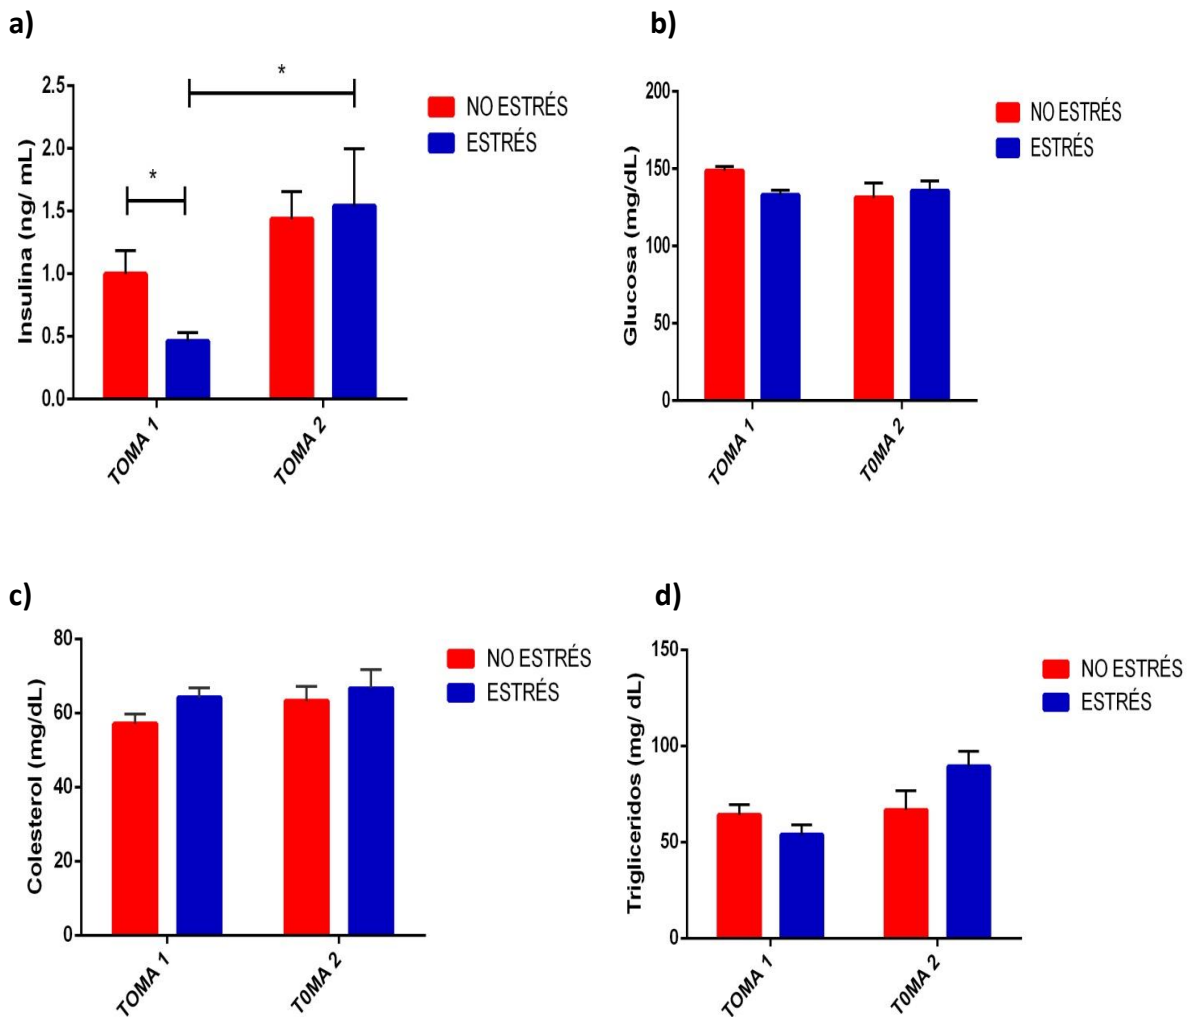 a)
*
*
NO ESTRÉS
ESTRÉS
Insulina (ng/ mL)
2.5
2.0
1.5
1.0
0.5
0.0
TOMA 1
TOMA 2
b)
NO ESTRÉS
ESTRÉS
Glucosa (mg/dL)
200
150
100
50
0
TOMA 1
T0MA 2
c)
NO ESTRÉS
ESTRÉS
Colesterol (mg/dL)
80
60
40
20
0
TOMA 1
T0MA 2
d)
NO ESTRÉS
ESTRÉS
Trigliceridos (mg/ dL)
150
100
50
0
TOMA 1
T0MA 2